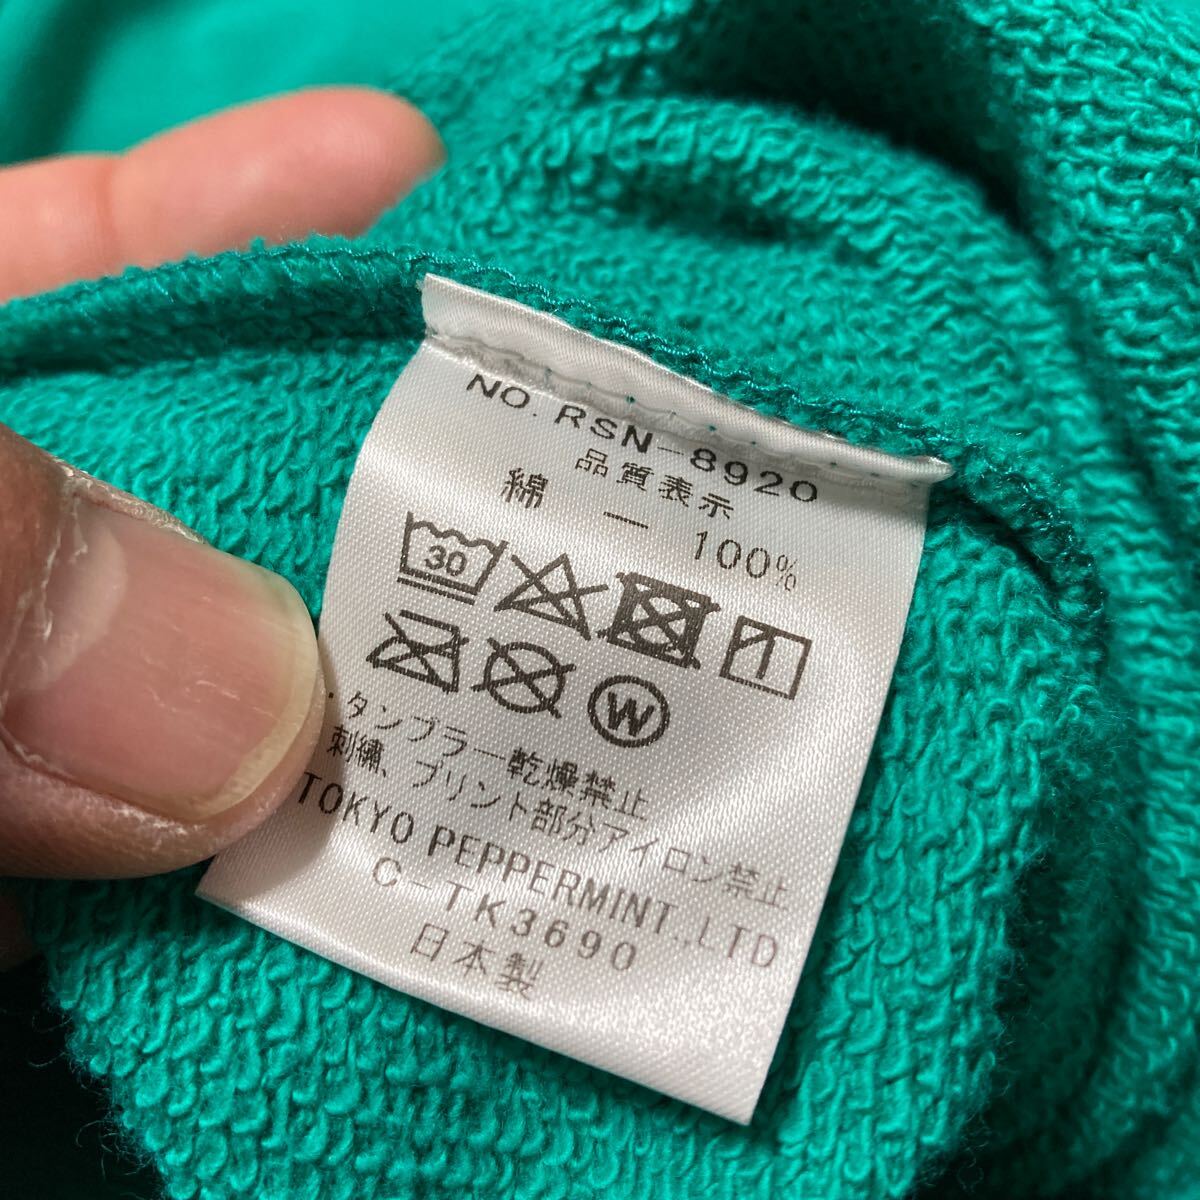 NO. RSN-8920
品質表示
綿 — 100%
30
W
・タンブラー乾燥禁止
刺繍、プリント部分アイロン禁止
TOKYO PEPPERMINT.,LTD
C-TK3690
日本製